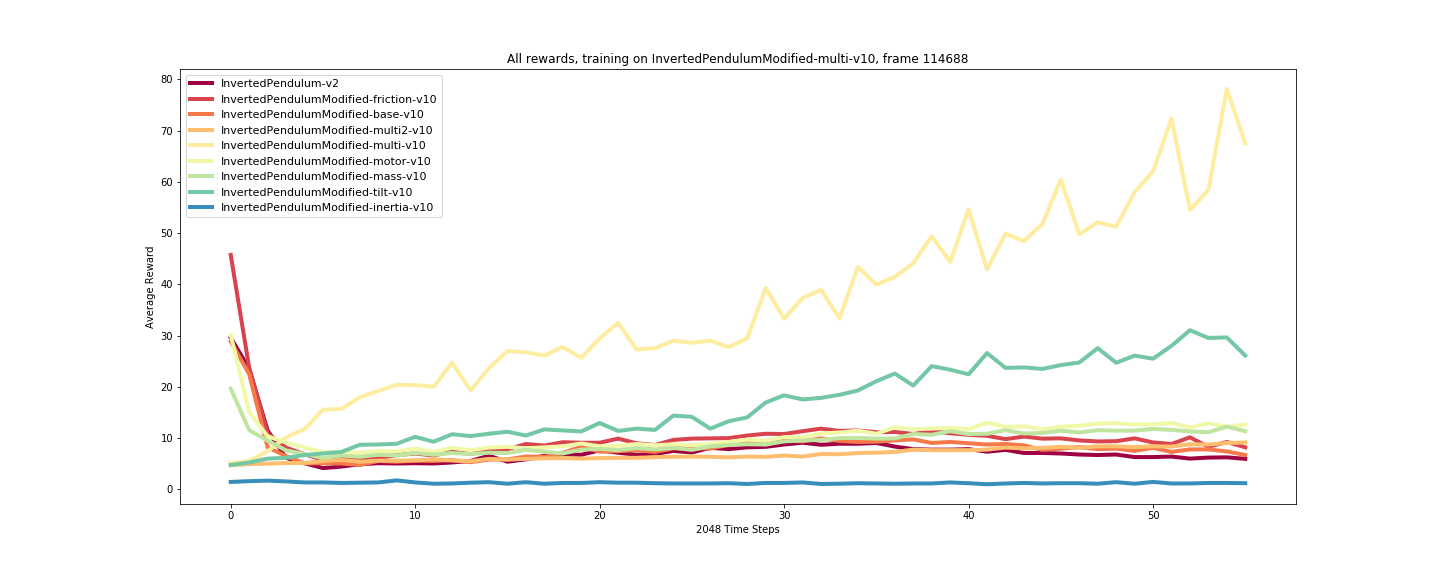 All rewards, training on InvertedPendulumModified-multi-v10, frame 114688
InvertedPendulum-v2
InvertedPendulumModified-friction-v10
InvertedPendulumModified-base-v10
InvertedPendulumModified-multi2-v10
InvertedPendulumModified-multi-v10
InvertedPendulumModified-motor-v10
InvertedPendulumModified-mass-v10
InvertedPendulumModified-tilt-v10
InvertedPendulumModified-inertia-v10
Average Reward
80
70
60
50
40
30
20
10
0
0 10 20 30 40 50
2048 Time Steps